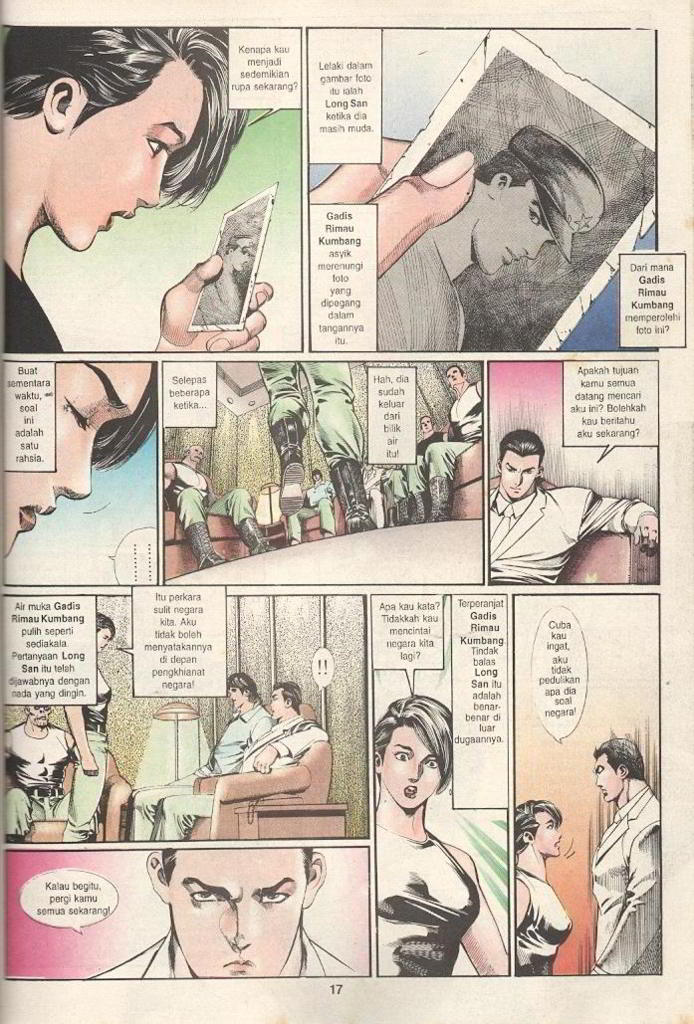 Kenapa kau
menjadi
sedemikian
rupa sekarang?
Lelaki dalam
gambar foto
itu ialah
Long San
ketika dia
masih muda.
Gadis
Rimau
Kumbang
asyik
merenungi
foto
yang
dipegang
dalam
tangannya
itu.
Dari mana
Gadis
Rimau
Kumbang
memperolehi
foto ini?
Buat
sementara
waktu,
soal
ini
adalah
satu
rahsia.
Selepas
beberapa
ketika...
Hah, dia
sudah
keluar
dari
bilik
air
itu!
Apakah tujuan
kamu semua
datang mencari
aku ini? Bolehkah
kau beritahu
aku sekarang?
Air muka Gadis
Rimau Kumbang
pulih seperti
sediakala.
Pertanyaan Long
San itu telah
dijawabnya dengan
nada yang dingin.
Itu perkara
sulit negara
kita. Aku
tidak boleh
menyatakannya
di depan
pengkhianat
negara!
!!
Apa kau kata?
Tidakkah kau
mencintai
negara kita
lagi?
Terperanjat
Gadis
Rimau
Kumbang.
Tindak
balas
Long
San itu
adalah
benar-
benar di
luar
dugaannya.
Cuba
kau
ingat,
aku
tidak
pedulikan
apa dia
soal
negara!
Kalau begitu,
pergi kamu
semua sekarang!
17